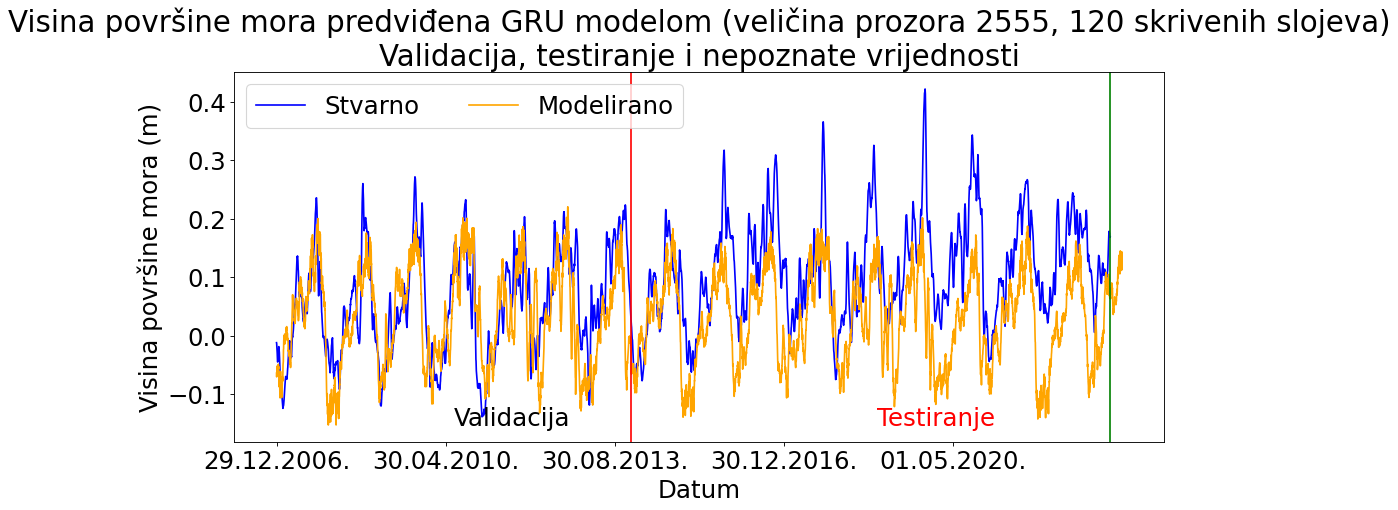 Visina površine mora predviđena GRU modelom (veličina prozora 2555, 120 skrivenih slojeva)
Validacija, testiranje i nepoznate vrijednosti
Stvarno
Modelirano
Visina površine mora (m)
0.4
0.3
0.2
0.1
0.0
−0.1
Validacija
Testiranje
29.12.2006.
30.04.2010.
30.08.2013.
30.12.2016.
01.05.2020.
Datum